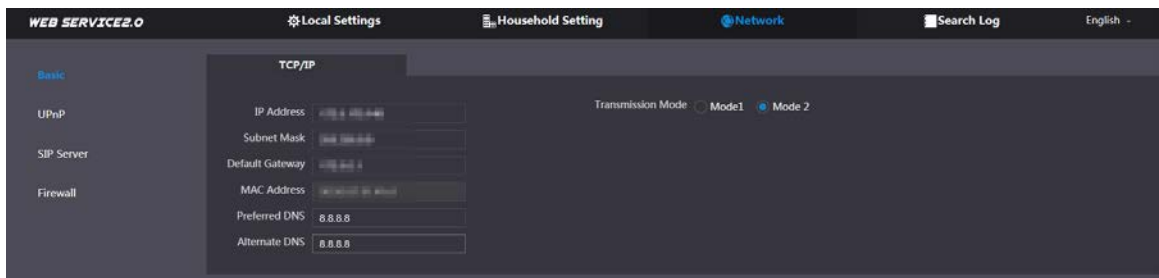 WEB SERVICE2.0 Local Settings Household Setting Network Search Log English
Basic
UPnP
SIP Server
Firewall
TCP/IP
IP Address
Subnet Mask
Default Gateway
MAC Address
Preferred DNS 8.8.8.8
Alternate DNS 8.8.8.8
Transmission Mode Mode1 Mode 2